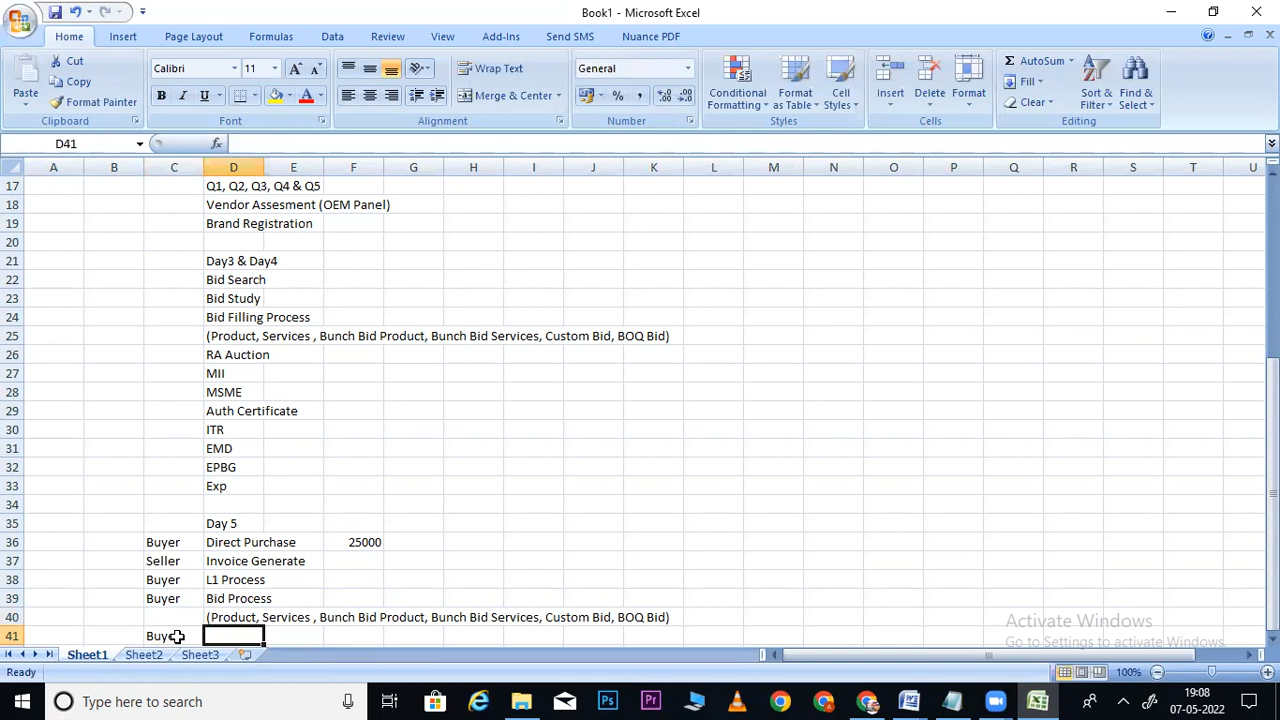 Book1 - Microsoft Excel
Home Insert Page Layout Formulas Data Review View Add-Ins Send SMS Nuance PDF
Paste
Cut
Copy
Format Painter
Clipboard
Calibri 11
B I U
Font
Wrap Text
Merge & Center
Alignment
General
Number
Conditional Formatting
Format as Table
Cell Styles
Styles
Insert Delete Format
Cells
AutoSum
Fill
Clear
Sort & Filter
Find & Select
Editing
D41
A B C D E F G H I J K L M N O P Q R S T U
17 Q1, Q2, Q3, Q4 & Q5
18 Vendor Assesment (OEM Panel)
19 Brand Registration
20
21 Day3 & Day4
22 Bid Search
23 Bid Study
24 Bid Filling Process
25 (Product, Services , Bunch Bid Product, Bunch Bid Services, Custom Bid, BOQ Bid)
26 RA Auction
27 MII
28 MSME
29 Auth Certificate
30 ITR
31 EMD
32 EPBG
33 Exp
34
35 Day 5
36 Buyer Direct Purchase 25000
37 Seller Invoice Generate
38 Buyer L1 Process
39 Buyer Bid Process
40 (Product, Services , Bunch Bid Product, Bunch Bid Services, Custom Bid, BOQ Bid)
41
Activate Windows
Go to Settings to activate Windows.
Sheet1 Sheet2 Sheet3
Ready
100%
Type here to search
19:08
07-05-2022